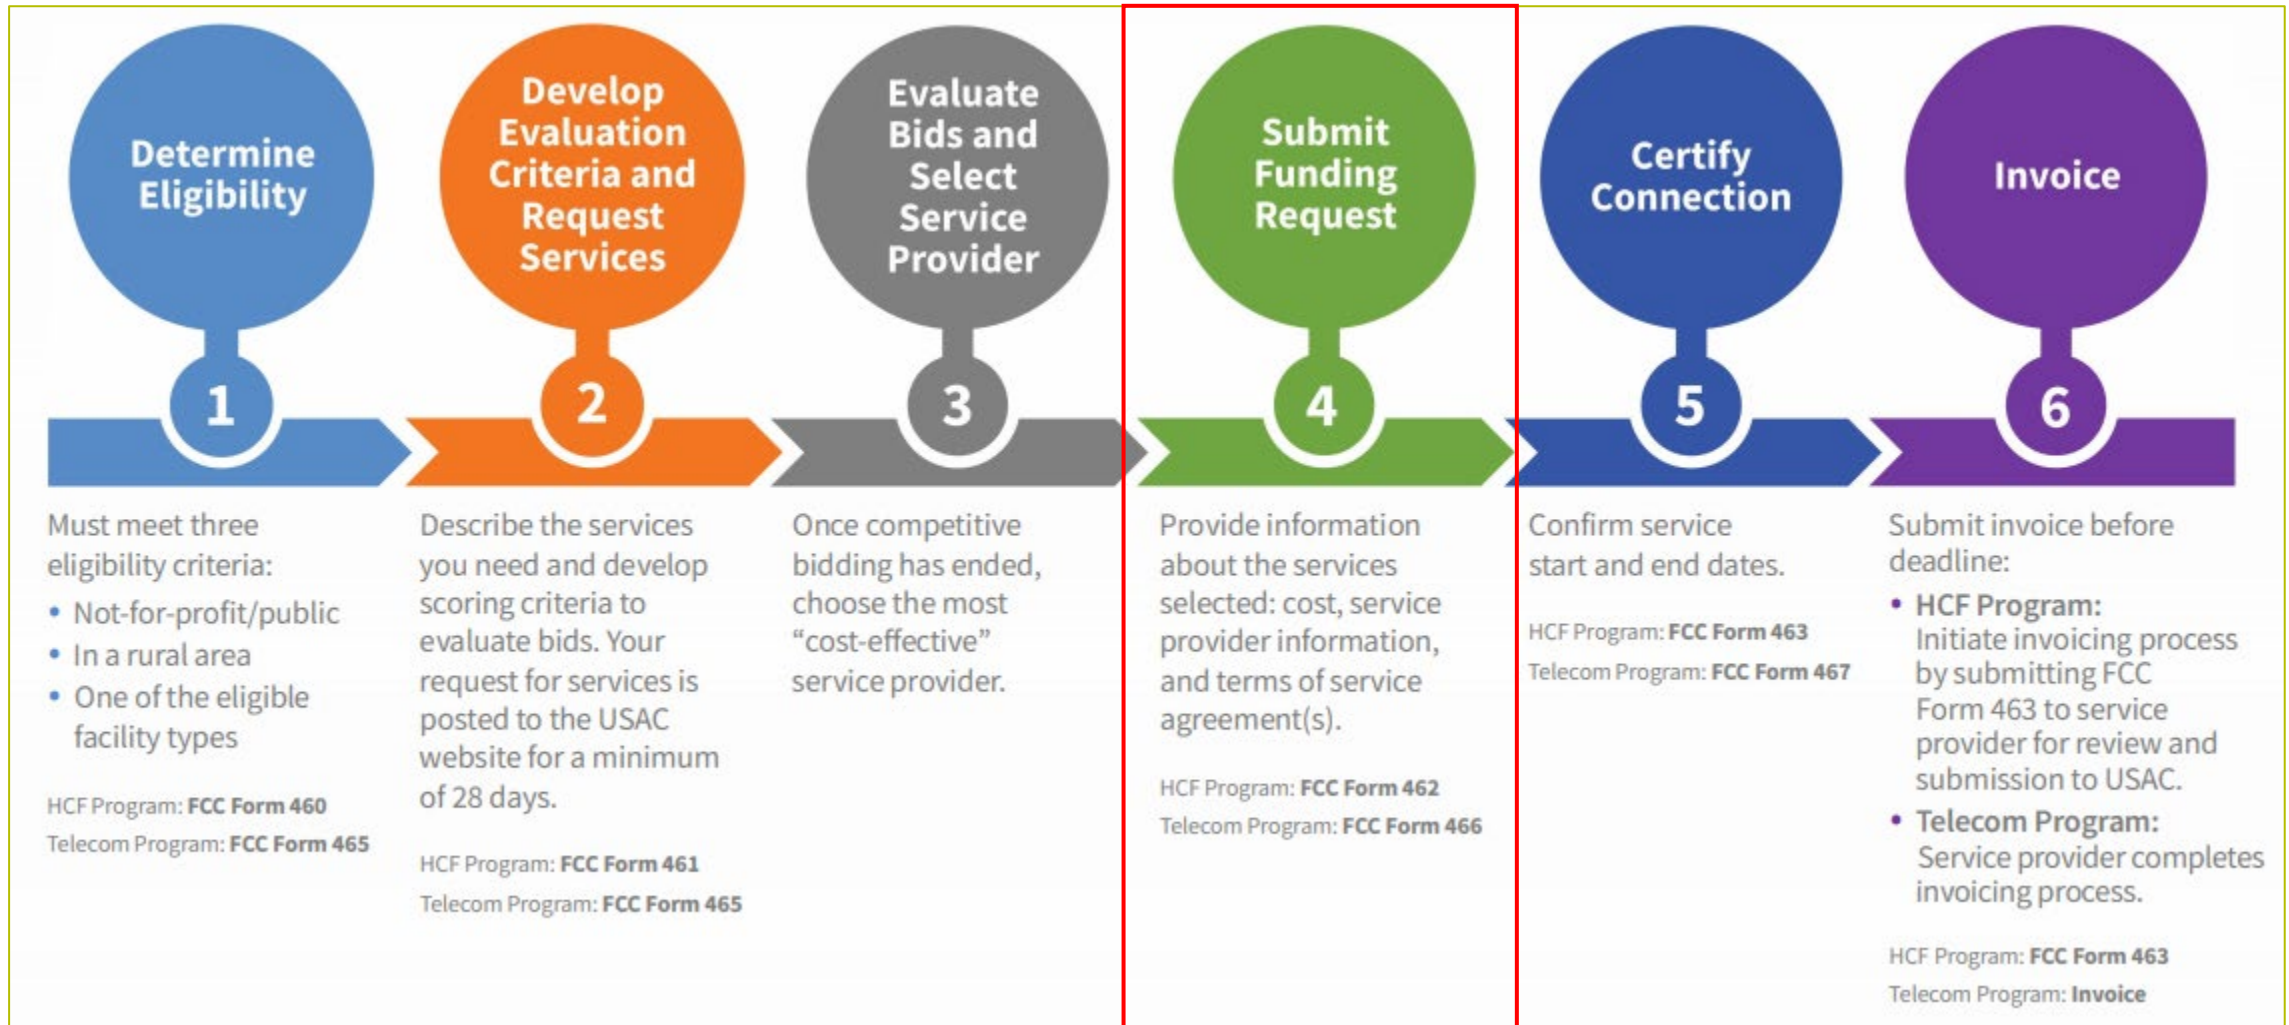 Determine
Eligibility
1
Must meet three
eligibility criteria:
• Not-for-profit/public
• In a rural area
• One of the eligible
facility types
HCF Program: FCC Form 460
Telecom Program: FCC Form 465
Develop
Evaluation
Criteria and
Request
Services
2
Describe the services
you need and develop
scoring criteria to
evaluate bids. Your
request for services is
posted to the USAC
website for a minimum
of 28 days.
HCF Program: FCC Form 461
Telecom Program: FCC Form 465
Evaluate
Bids and
Select
Service
Provider
3
Once competitive
bidding has ended,
choose the most
“cost-effective”
service provider.
Submit
Funding
Request
4
Provide information
about the services
selected: cost, service
provider information,
and terms of service
agreement(s).
HCF Program: FCC Form 462
Telecom Program: FCC Form 466
Certify
Connection
5
Confirm service
start and end dates.
HCF Program: FCC Form 463
Telecom Program: FCC Form 467
Invoice
6
Submit invoice before
deadline:
• HCF Program:
Initiate invoicing process
by submitting FCC
Form 463 to service
provider for review and
submission to USAC.
• Telecom Program:
Service provider completes
invoicing process.
HCF Program: FCC Form 463
Telecom Program: Invoice